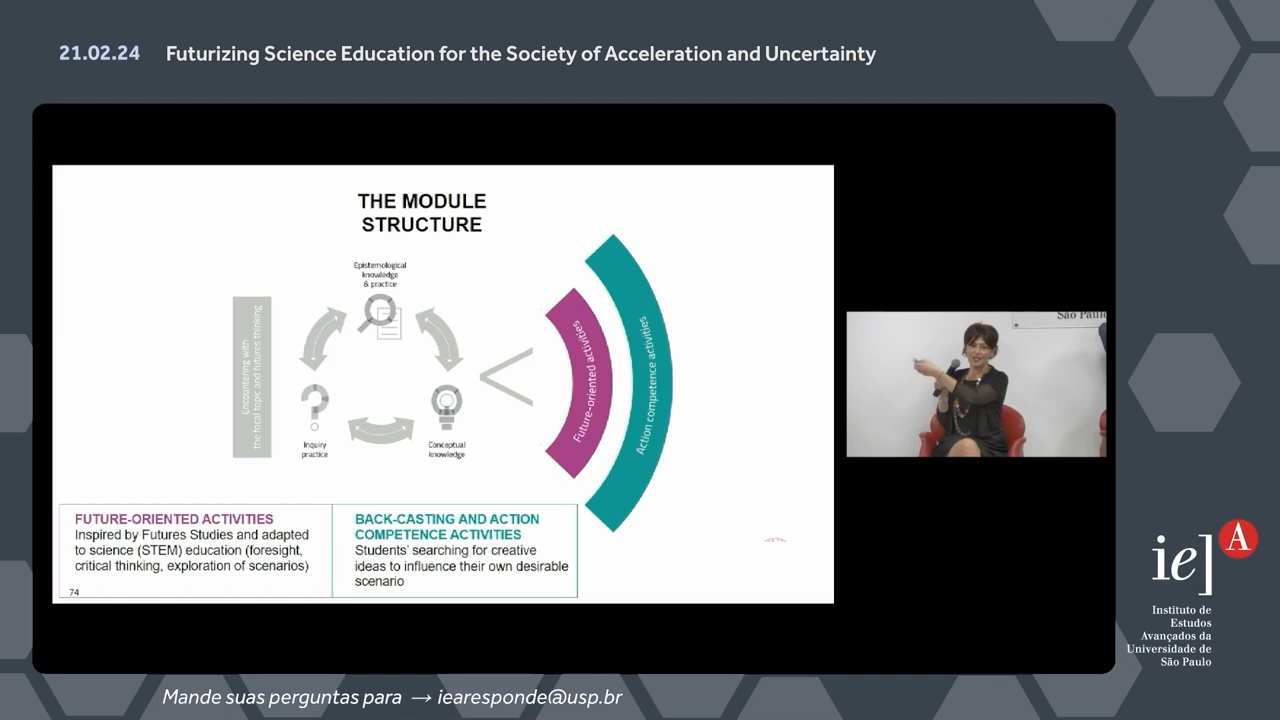 21.02.24 Futurizing Science Education for the Society of Acceleration and Uncertainty
THE MODULE
STRUCTURE
Epistemological
knowledge
& practice
Encountering with
the focal topic and futures thinking
Inquiry
practice
Conceptual
knowledge
Future-oriented activities
Action competence activities
FUTURE-ORIENTED ACTIVITIES
Inspired by Futures Studies and adapted
to science (STEM) education (foresight,
critical thinking, exploration of scenarios)
BACK-CASTING AND ACTION
COMPETENCE ACTIVITIES
Students' searching for creative
ideas to influence their own desirable
scenario
74
São Paulo
ie] A
Instituto de
Estudos
Avançados da
Universidade de
São Paulo
Mande suas perguntas para → iearesponde@usp.br